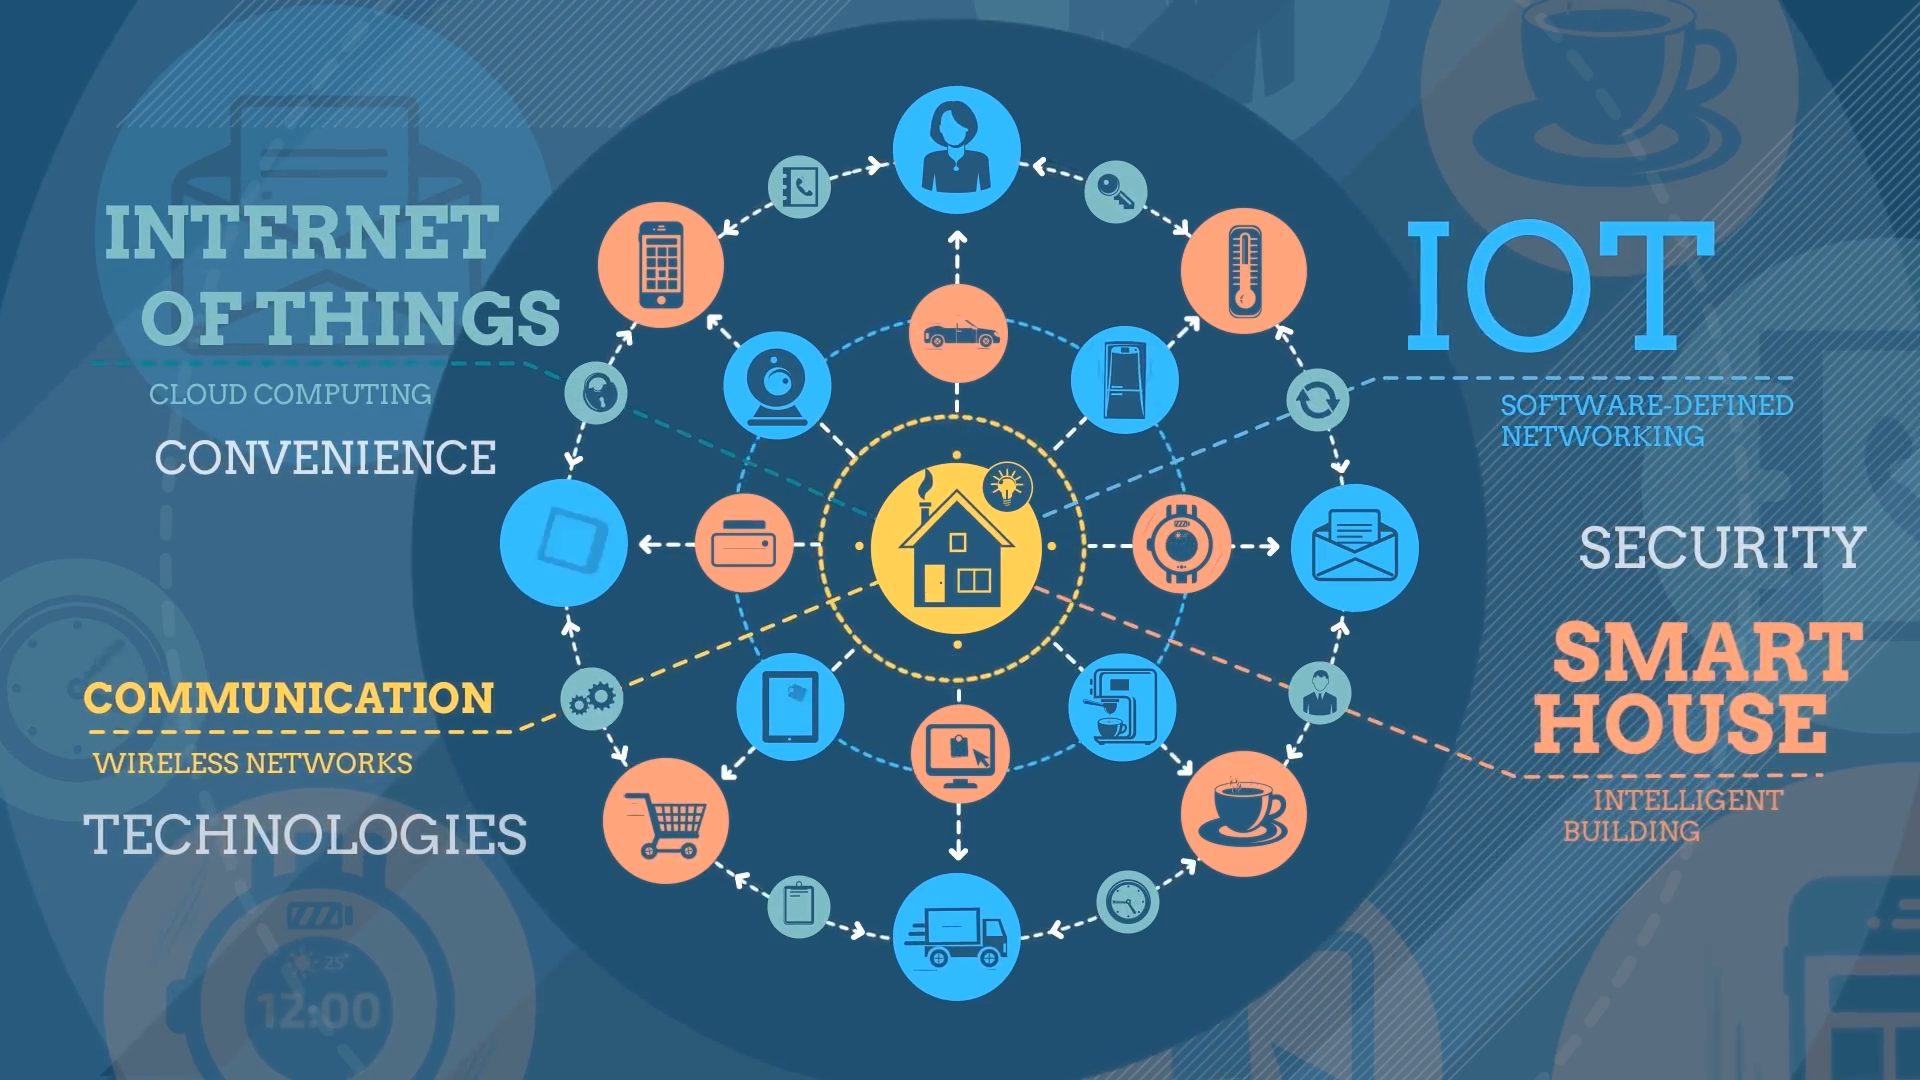 INTERNET
OF THINGS
CLOUD COMPUTING
CONVENIENCE
COMMUNICATION
WIRELESS NETWORKS
TECHNOLOGIES
25°
12:00
IOT
SOFTWARE-DEFINED
NETWORKING
SECURITY
SMART
HOUSE
INTELLIGENT
BUILDING